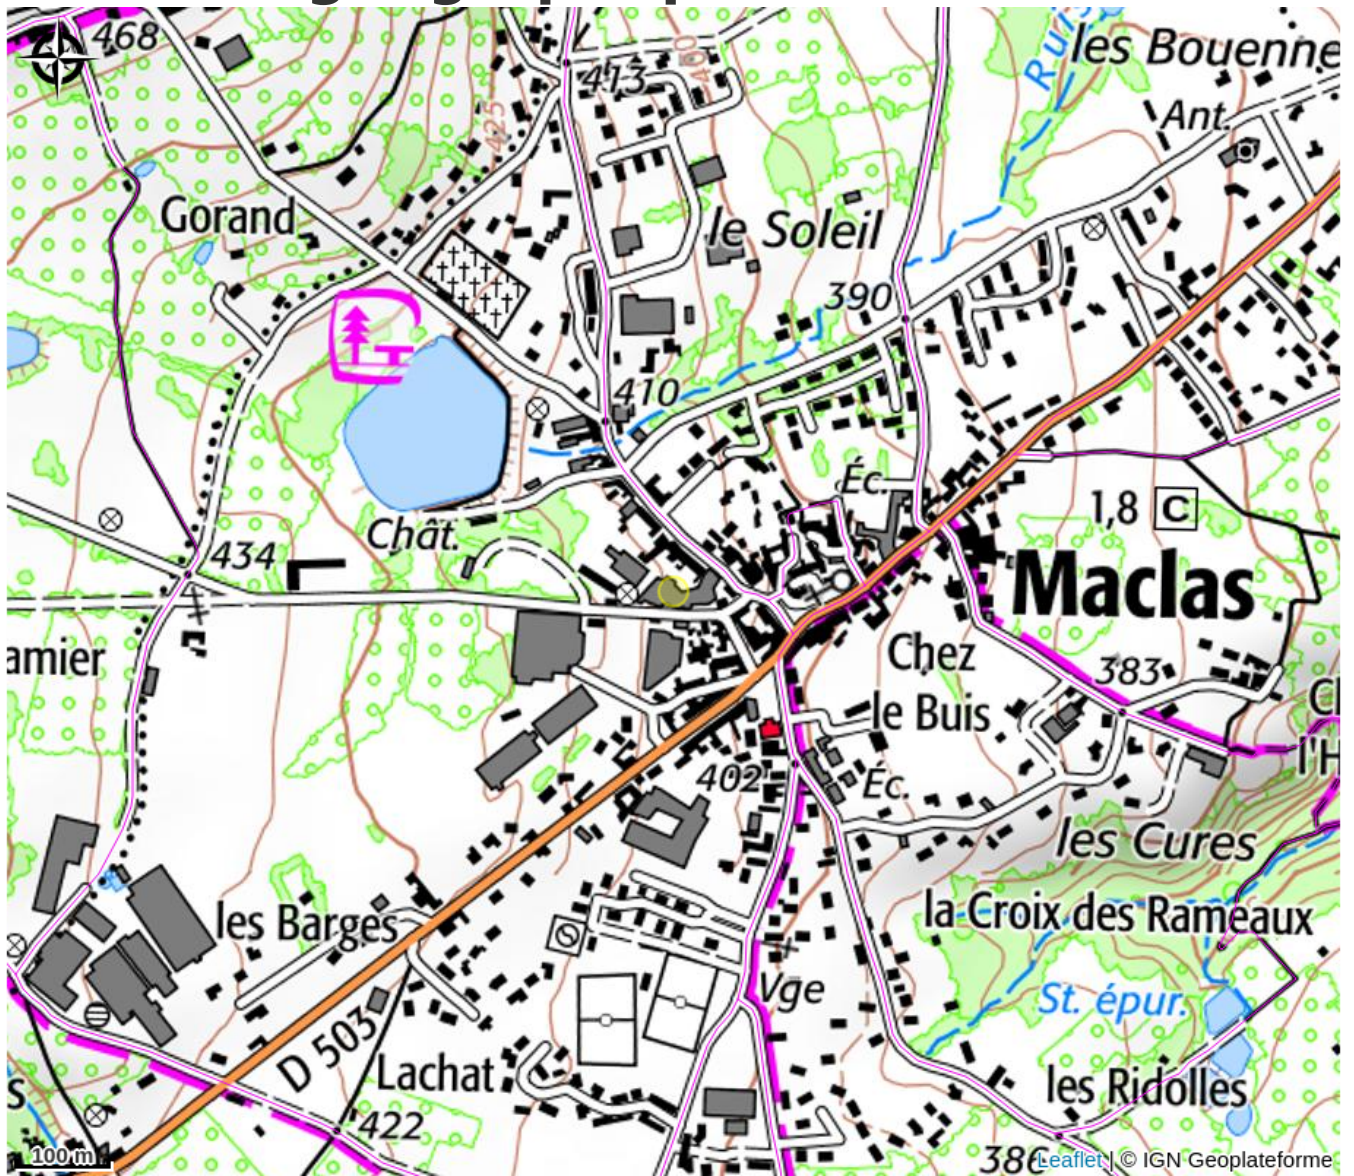 468
413
400
425
les Bouenne
Ant.
Gorand
le Soleil
390
410
Éc.
1,8 C
Chât.
434
Maclas
amier
Chez
le Buis
383
402
Éc.
les Cures
la Croix des Rameaux
les Barges
Vge
St. épur.
D 503
Lachat
les Ridolles
422
386
100 m
Leaflet | © IGN Geoplateforme